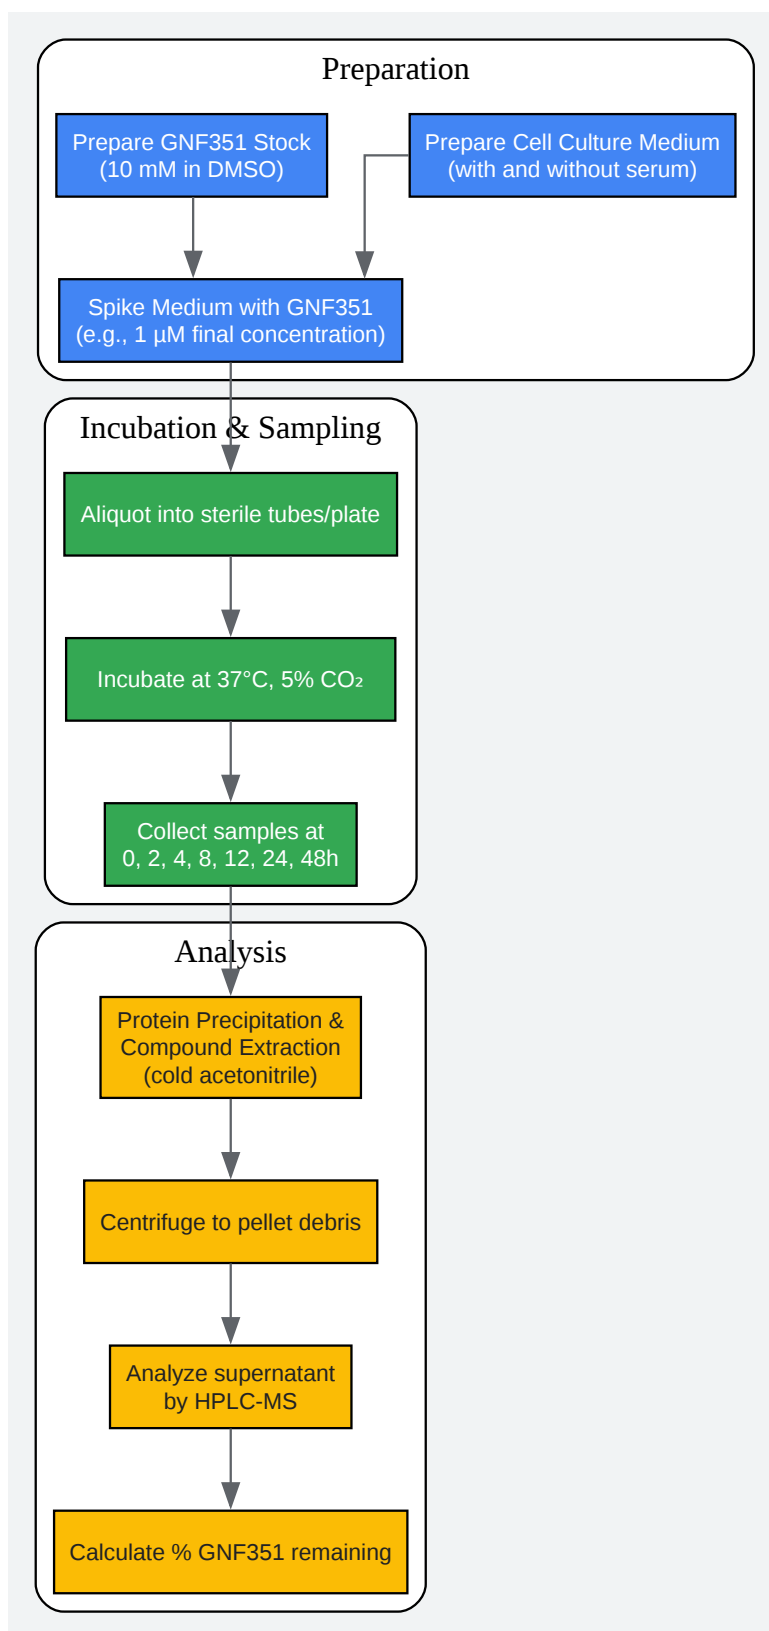 Preparation
Prepare GNF351 Stock
(10 mM in DMSO)
Prepare Cell Culture Medium
(with and without serum)
Spike Medium with GNF351
(e.g., 1 µM final concentration)
Incubation & Sampling
Aliquot into sterile tubes/plate
Incubate at 37°C, 5% CO₂
Collect samples at
0, 2, 4, 8, 12, 24, 48h
Analysis
Protein Precipitation &
Compound Extraction
(cold acetonitrile)
Centrifuge to pellet debris
Analyze supernatant
by HPLC-MS
Calculate % GNF351 remaining